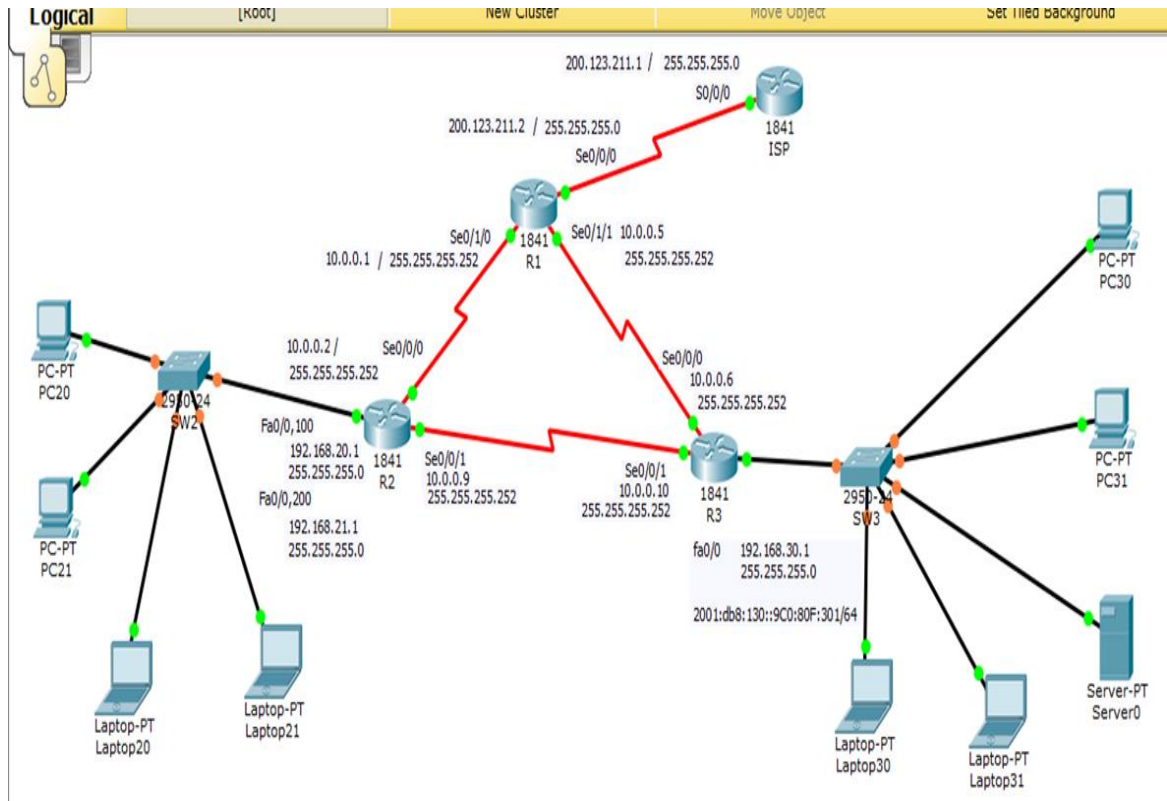 Logical
[Root]
New Cluster
Move Object
Set Tiled Background
200.123.211.1 / 255.255.255.0
S0/0/0
1841
ISP
200.123.211.2 / 255.255.255.0
Se0/0/0
Se0/1/0
1841
R1
Se0/1/1 10.0.0.5
255.255.255.252
10.0.0.1 / 255.255.255.252
PC-PT
PC30
PC-PT
PC20
10.0.0.2 /
255.255.255.252
Se0/0/0
Se0/0/0
10.0.0.6
255.255.255.252
2950-24
SW2
Fa0/0,100
192.168.20.1
255.255.255.0
Fa0/0,200
192.168.21.1
255.255.255.0
1841
R2
Se0/0/1
10.0.0.9
255.255.255.252
Se0/0/1
10.0.0.10
255.255.255.252
1841
R3
PC-PT
PC31
2950-24
SW3
PC-PT
PC21
fa0/0 192.168.30.1
255.255.255.0
2001:db8:130::9C0:80F:301/64
Laptop-PT
Laptop20
Laptop-PT
Laptop21
Laptop-PT
Laptop30
Laptop-PT
Laptop31
Server-PT
Server0